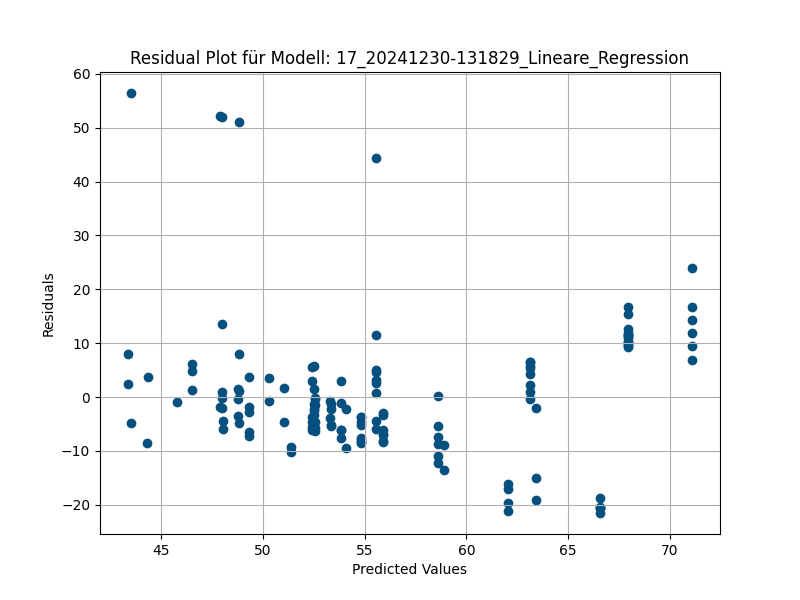 Residual Plot für Modell: 17_20241230-131829_Lineare_Regression
60
50
40
30
20
10
0
−10
−20
Residuals
45 50 55 60 65 70
Predicted Values